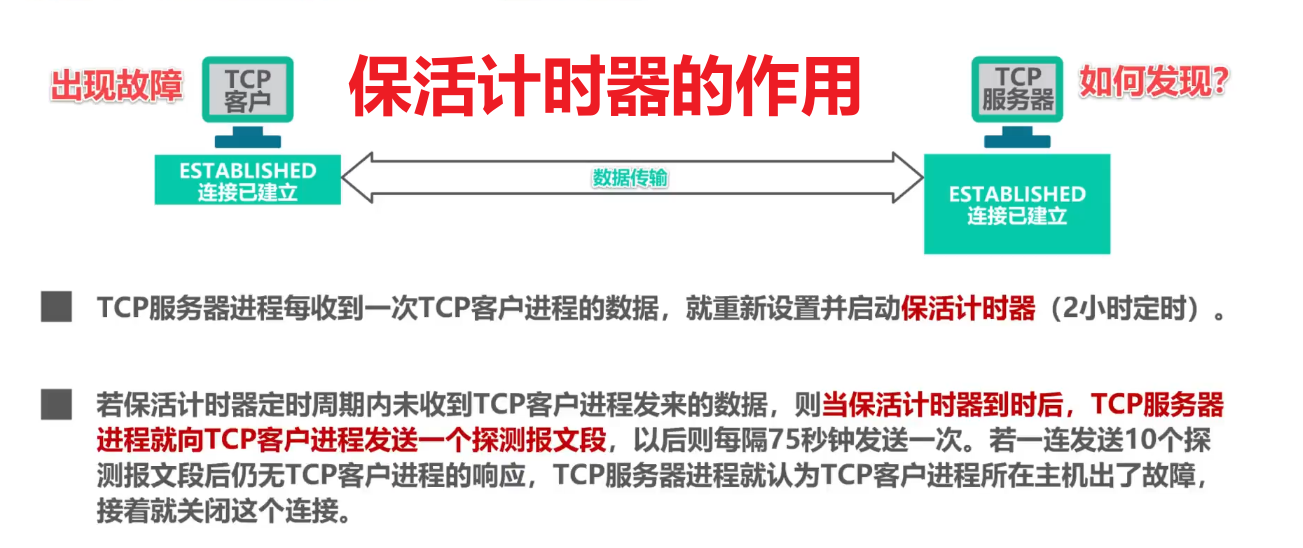 保活计时器的作用
出现故障
TCP
客户
TCP
服务器
如何发现?
ESTABLISHED
连接已建立
数据传输
ESTABLISHED
连接已建立
TCP服务器进程每收到一次TCP客户进程的数据，就重新设置并启动保活计时器（2小时定时）。
若保活计时器定时周期内未收到TCP客户进程发来的数据，则当保活计时器到时后，TCP服务器
进程就向TCP客户进程发送一个探测报文段，以后则每隔75秒钟发送一次。若一连发送10个探
测报文段后仍无TCP客户进程的响应，TCP服务器进程就认为TCP客户进程所在主机出了故障，
接着就关闭这个连接。